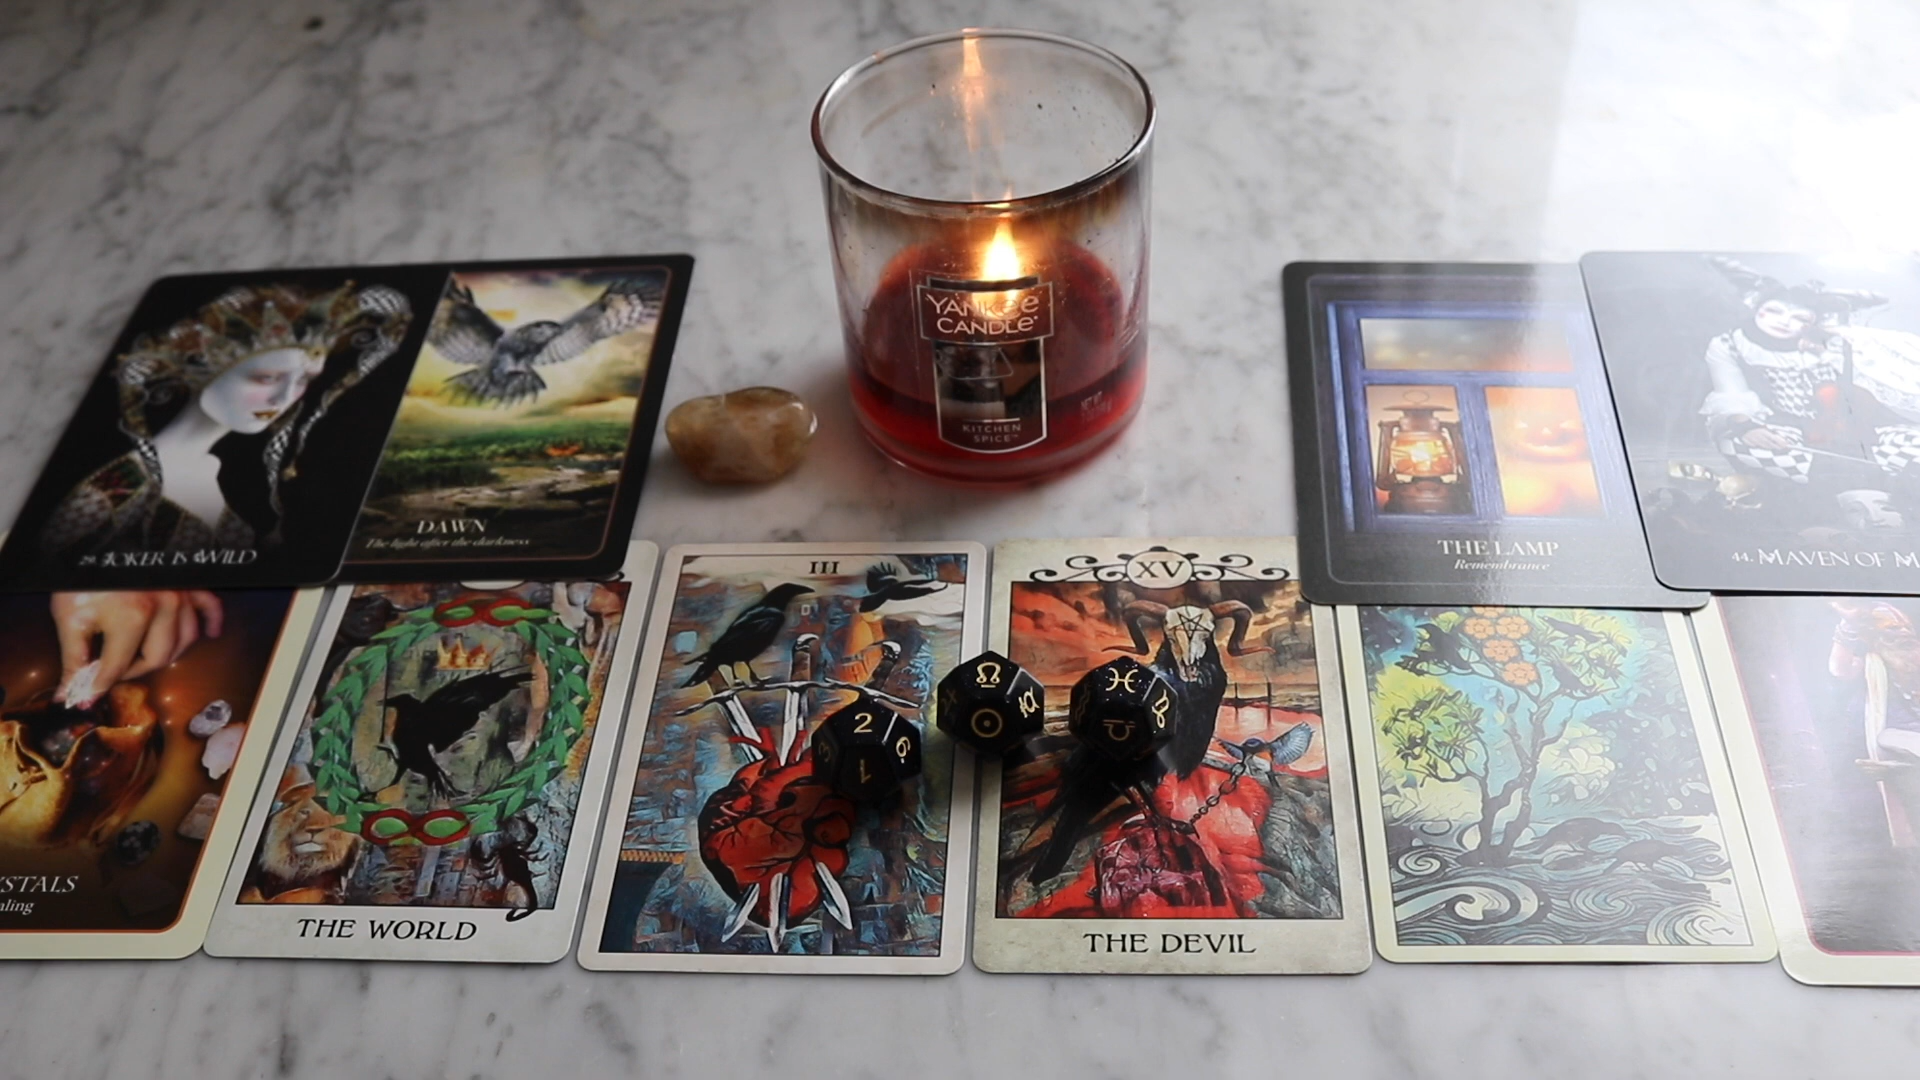 YANKEE
CANDLE
KITCHEN
SPICE™
29. JOKER IS WILD
DAWN
The light after the darkness
THE LAMP
Remembrance
44. MAVEN OF M
III
XV
2
1
6
♌
☉
♓
♎
YSTALS
aling
THE WORLD
THE DEVIL